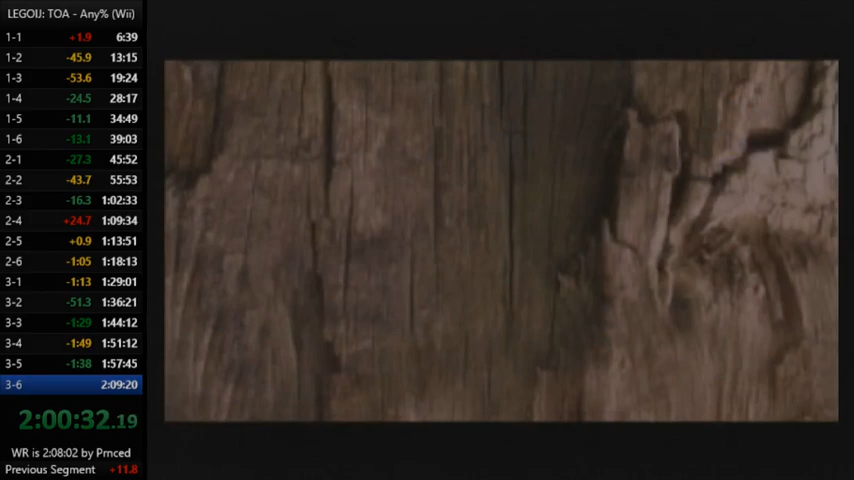 LEGOIJ: TOA - Any% (Wii)
1-1 +1.9 6:39
1-2 -45.9 13:15
1-3 -53.6 19:24
1-4 -24.5 28:17
1-5 -11.1 34:49
1-6 -13.1 39:03
2-1 -27.3 45:52
2-2 -43.7 55:53
2-3 -16.3 1:02:33
2-4 +24.7 1:09:34
2-5 +0.9 1:13:51
2-6 -1:05 1:18:13
3-1 -1:13 1:29:01
3-2 -51.3 1:36:21
3-3 -1:29 1:44:12
3-4 -1:49 1:51:12
3-5 -1:38 1:57:45
3-6 2:09:20
2:00:32.19
WR is 2:08:02 by Prnced
Previous Segment +11.8